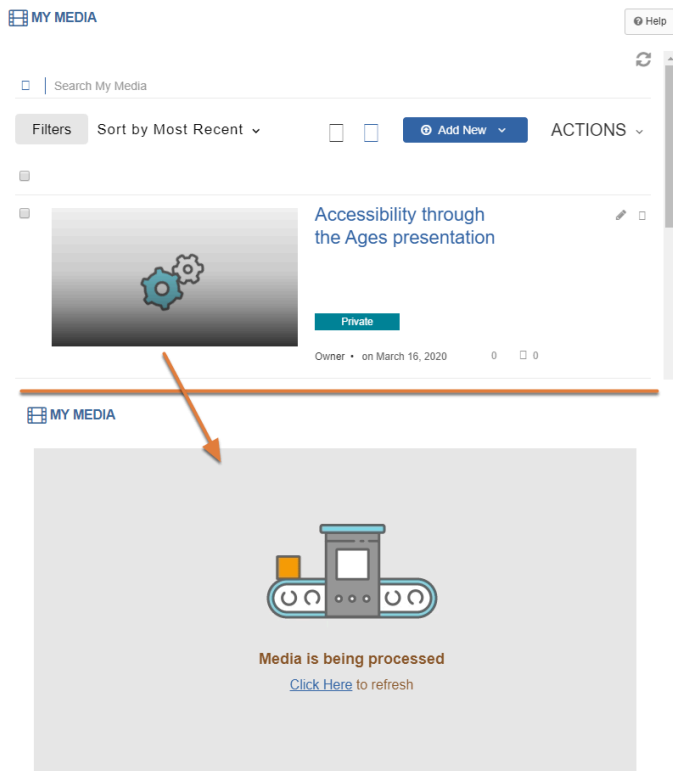 MY MEDIA
Help
Search My Media
Filters Sort by Most Recent Add New ACTIONS
Accessibility through
the Ages presentation
Private
Owner • on March 16, 2020 0 0
MY MEDIA
Media is being processed
Click Here to refresh